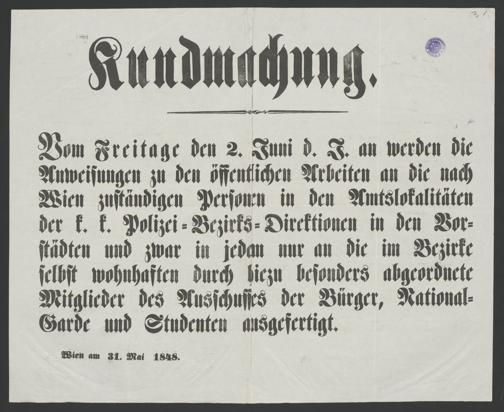 Kundmachung.
Vom Freitage den 2. Juni d. J. an werden die
Anweisungen zu den öffentlichen Arbeiten an die nach
Wien zuständigen Personen in den Amtslokalitäten
der k. k. Polizei-Bezirks-Direktionen in den Vor-
städten und zwar in jedem nur an die im Bezirke
selbst wohnhaften durch hiezu besonders abgeordnete
Mitglieder des Ausschusses der Bürger, National-
Garde und Studenten ausgefertigt.
Wien am 31. Mai 1848.